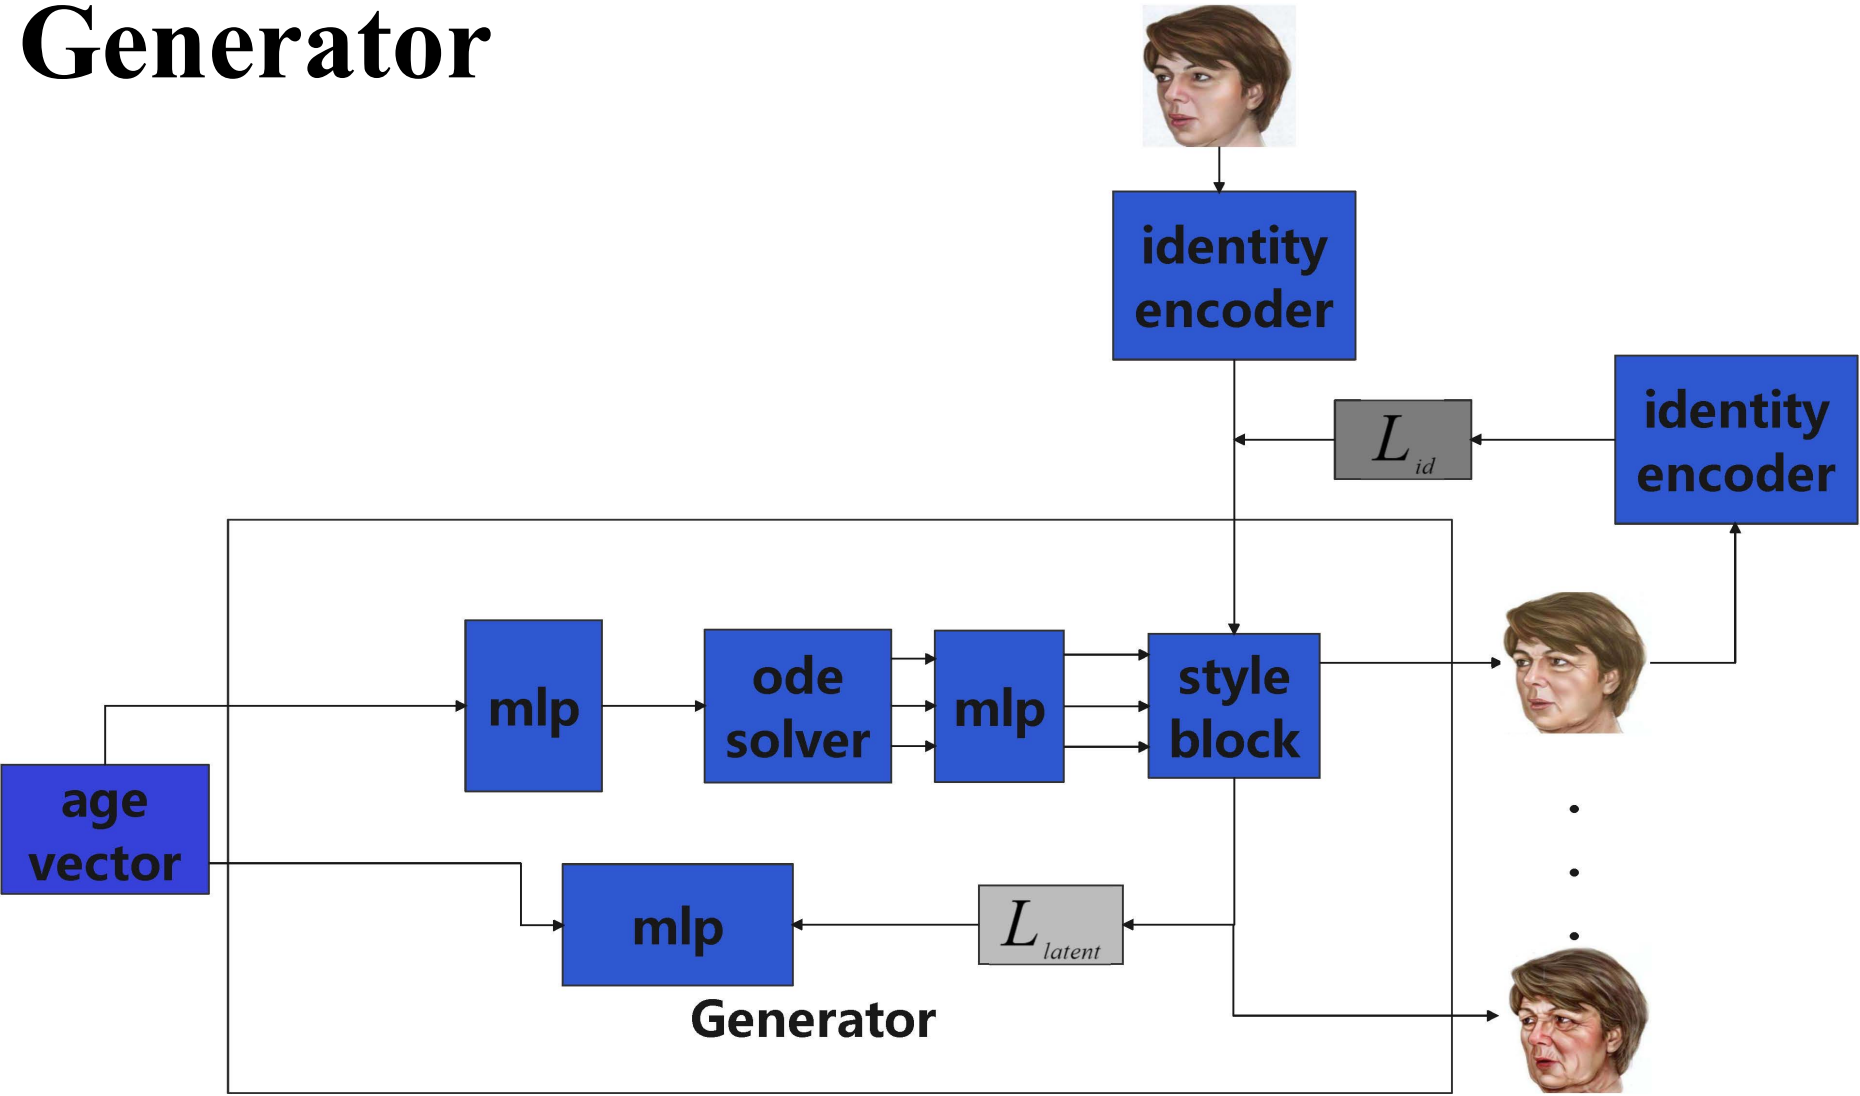 Generator
identity
encoder
identity
encoder
L id
mlp
ode
solver
mlp
style
block
age
vector
mlp
L latent
Generator